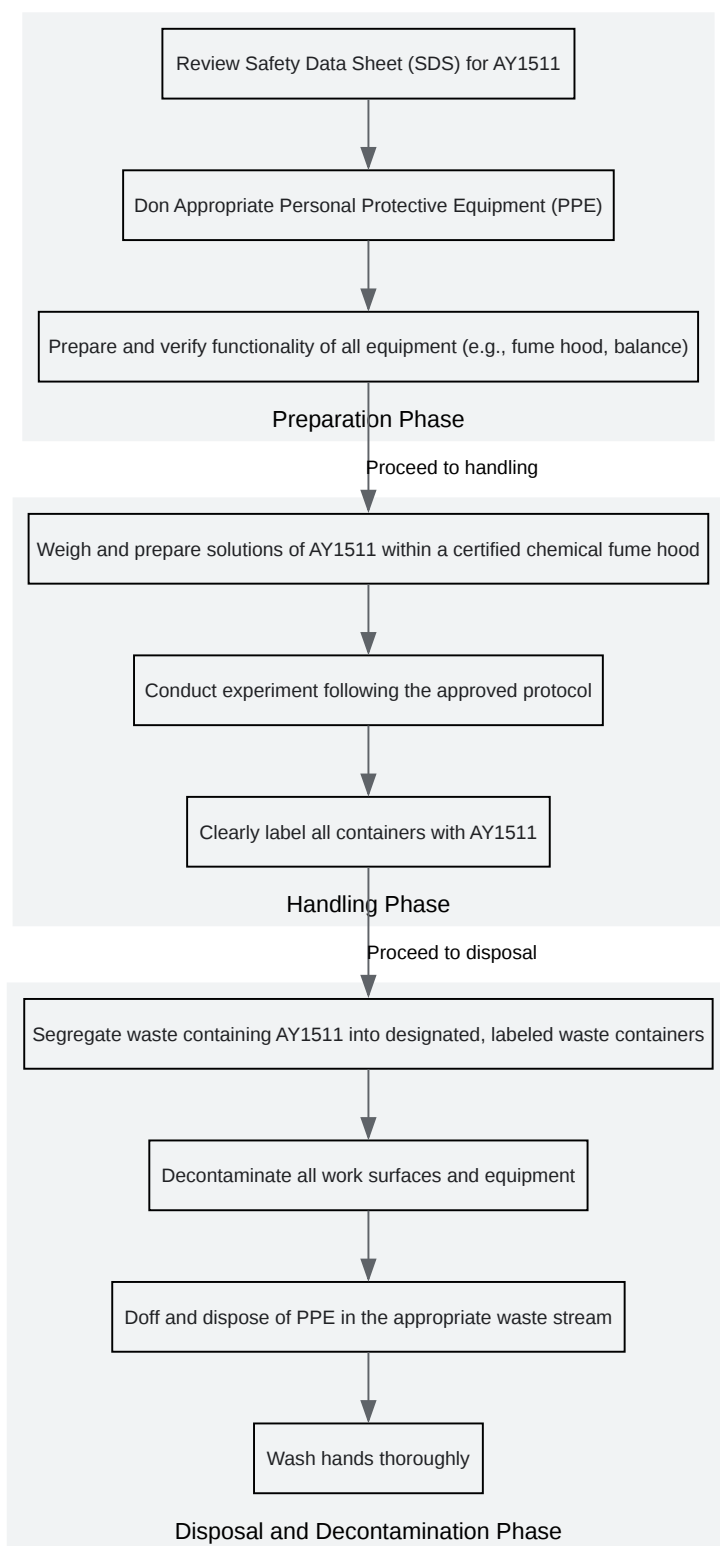 Review Safety Data Sheet (SDS) for AY1511
Don Appropriate Personal Protective Equipment (PPE)
Prepare and verify functionality of all equipment (e.g., fume hood, balance)
Preparation Phase
Proceed to handling
Weigh and prepare solutions of AY1511 within a certified chemical fume hood
Conduct experiment following the approved protocol
Clearly label all containers with AY1511
Handling Phase
Proceed to disposal
Segregate waste containing AY1511 into designated, labeled waste containers
Decontaminate all work surfaces and equipment
Doff and dispose of PPE in the appropriate waste stream
Wash hands thoroughly
Disposal and Decontamination Phase